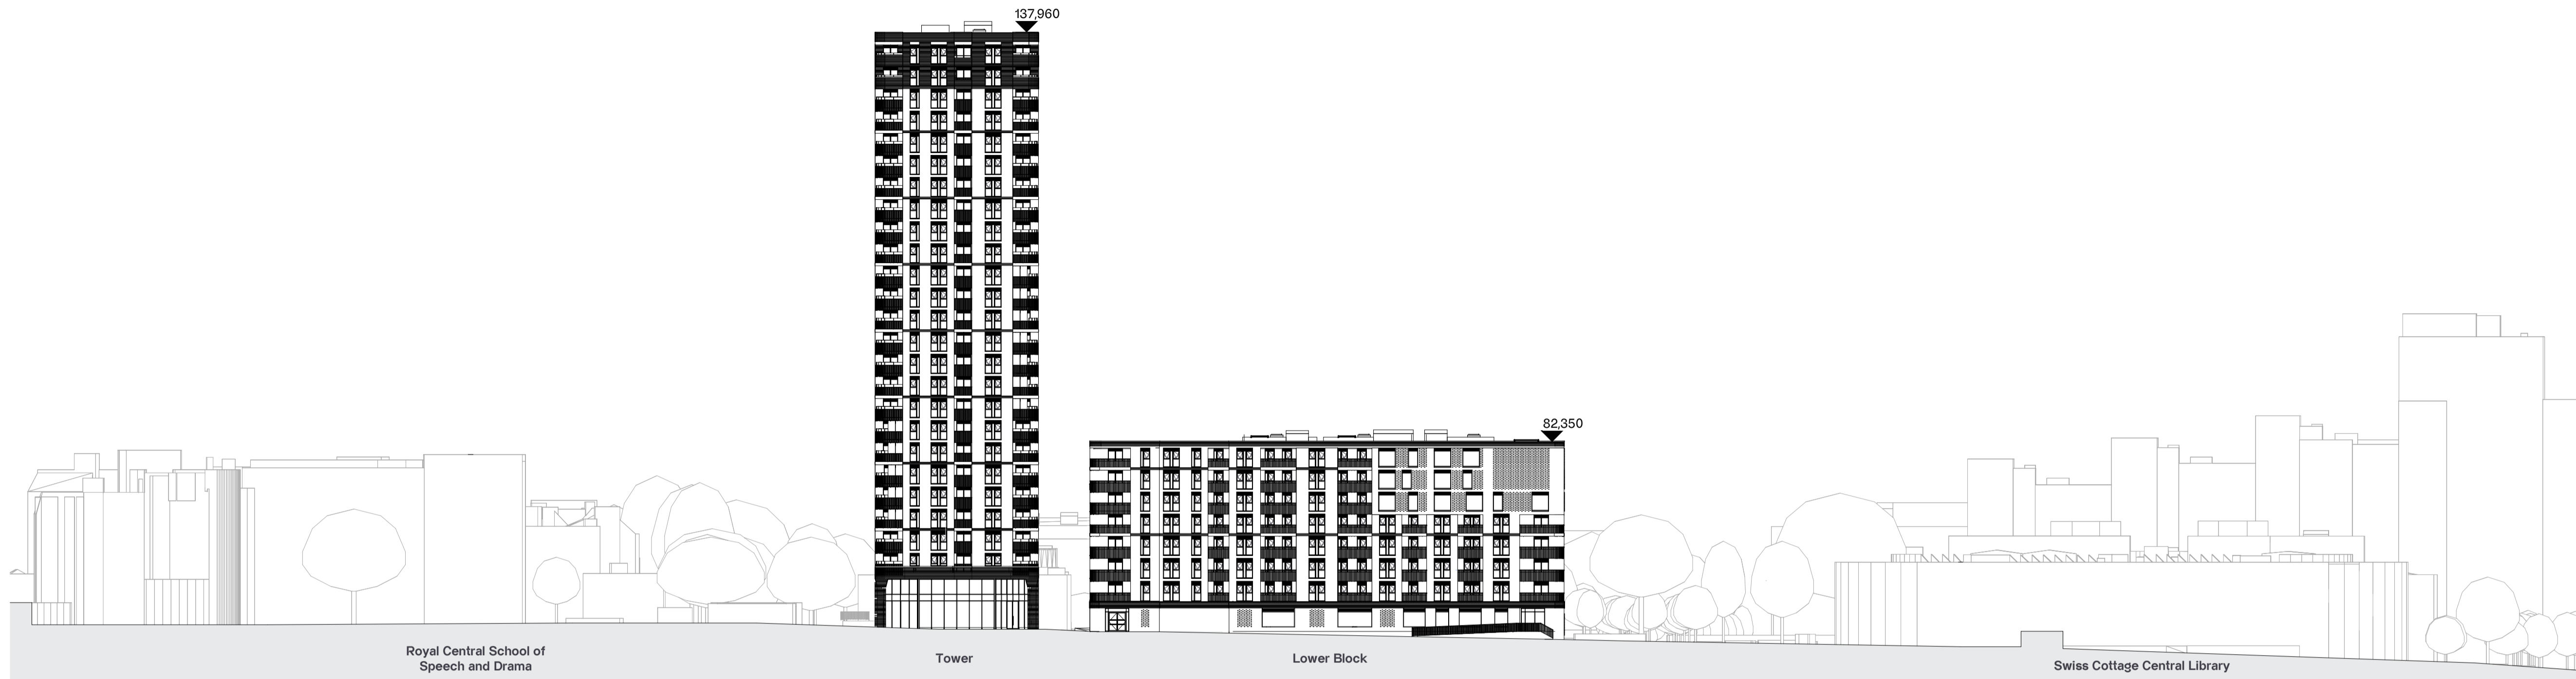 137,960
82,350
Royal Central School of
Speech and Drama
Tower
Lower Block
Swiss Cottage Central Library